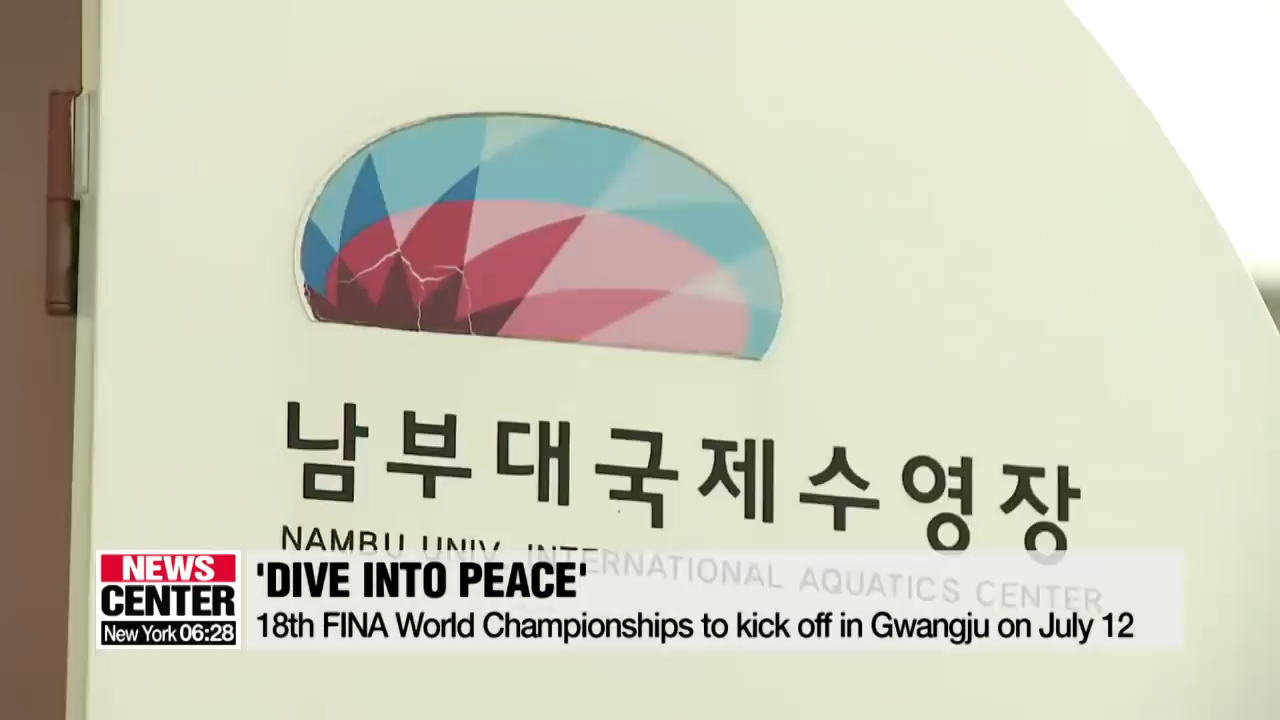 남부대국제수영장
NAMBU UNIV. INTERNATIONAL AQUATICS CENTER
NEWS
CENTER
New York 06:28
'DIVE INTO PEACE'
18th FINA World Championships to kick off in Gwangju on July 12